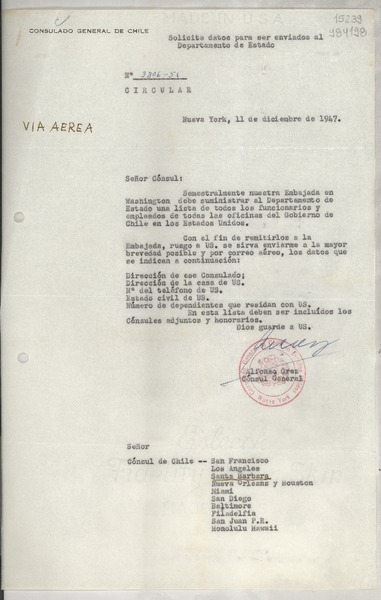 MADE IN U.S.A
15239
984198
CONSULADO GENERAL DE CHILE
Solicita datos para ser enviados al
Departamento de Estado
Nº 3806-51
C I R C U L A R
VIA AEREA
Nueva York, 11 de diciembre de 1947.
Señor Cónsul:
Semestralmente nuestra Embajada en
Washington debe suministrar al Departamento de
Estado una lista de todos los funcionarios y
empleados de todas las oficinas del Gobierno de
Chile en los Estados Unidos.
Con el fin de remitirlos a la
Embajada, ruego a US. se sirva enviarme a la mayor
brevedad posible y por correo aéreo, los datos que
se indican a continuación:
Dirección de ese Consulado;
Dirección de la casa de US.
Nº del teléfono de US.
Estado civil de US.
Número de dependientes que residan con US.
En esta lista deben ser incluídos los
Cónsules adjuntos y honorarios.
Dios guarde a US.
Alfonso Grez
Cónsul General
Señor
Cónsul de Chile -- San Francisco
Los Angeles
Santa Barbara
Nueva Orleans y Houston
Miami
San Diego
Baltimore
Filadelfia
San Juan P.R.
Honolulu Hawaii